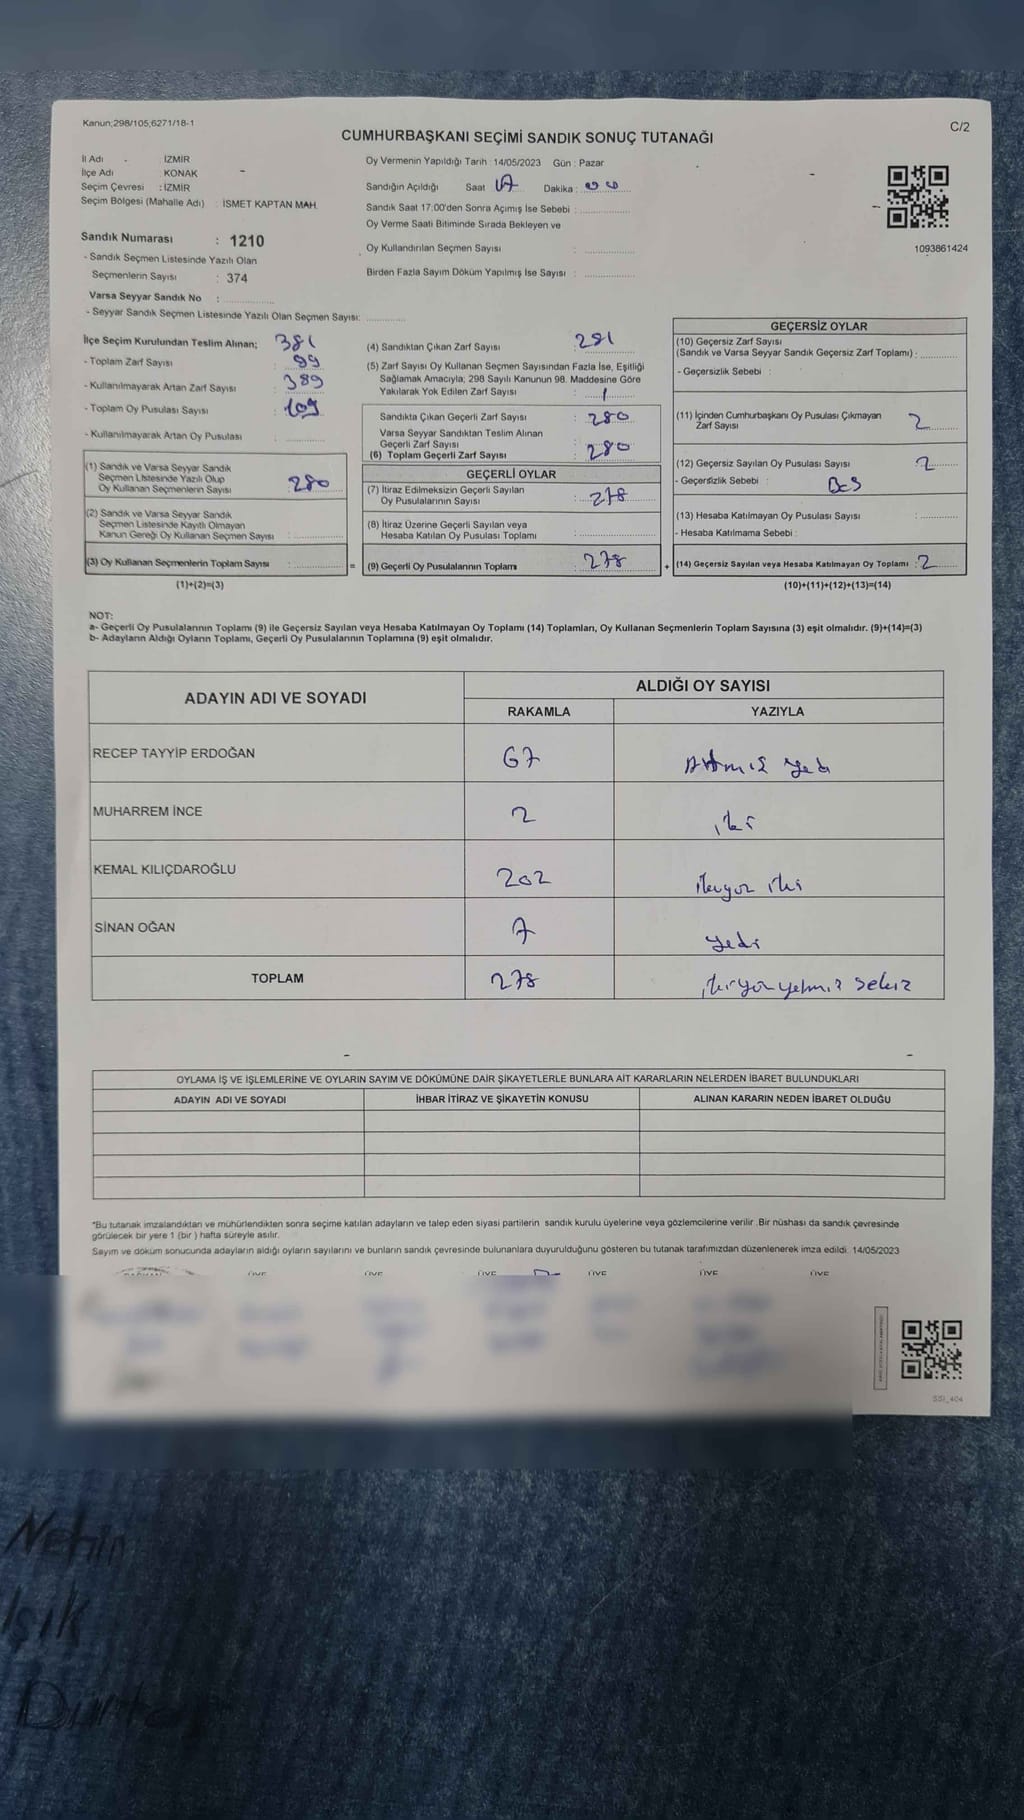 Kanun;298/105,6271/18-1
C/2
CUMHURBAŞKANI SEÇİMİ SANDIK SONUÇ TUTANAĞI
İl Adı : İZMİR
İlçe Adı : KONAK
Seçim Çevresi : İZMİR
Seçim Bölgesi (Mahalle Adı) : İSMET KAPTAN MAH.
Oy Vermenin Yapıldığı Tarih : 14/05/2023 Gün : Pazar
Sandığın Açıldığı Saat Dakika :
Sandık Saat 17:00'den Sonra Açımış İse Sebebi :
Oy Verme Saati Bitiminde Sırada Bekleyen ve
Oy Kullandırılan Seçmen Sayısı :
Birden Fazla Sayım Döküm Yapılmış İse Sayısı :
1093861424
Sandık Numarası : 1210
- Sandık Seçmen Listesinde Yazılı Olan
Seçmenlerin Sayısı : 374
Varsa Seyyar Sandık No :
- Seyyar Sandık Seçmen Listesinde Yazılı Olan Seçmen Sayısı:
İlçe Seçim Kurulundan Teslim Alınan; 381
- Toplam Zarf Sayısı : 99
- Kullanılmayarak Artan Zarf Sayısı : 389
- Toplam Oy Pusulası Sayısı : 109
- Kullanılmayarak Artan Oy Pusulası :
(1) Sandık ve Varsa Seyyar Sandık
Seçmen Listesinde Yazılı Olup
Oy Kullanan Seçmenlerin Sayısı : 280
(2) Sandık ve Varsa Seyyar Sandık
Seçmen Listesinde Kayıtlı Olmayan
Kanun Gereği Oy Kullanan Seçmen Sayısı :
(3) Oy Kullanan Seçmenlerin Toplam Sayısı :
(1)+(2)=(3)
=
(4) Sandıktan Çıkan Zarf Sayısı : 281
(5) Zarf Sayısı Oy Kullanan Seçmen Sayısından Fazla İse, Eşitliği
Sağlamak Amacıyla; 298 Sayılı Kanunun 98. Maddesine Göre
Yakılarak Yok Edilen Zarf Sayısı : 1
Sandıkta Çıkan Geçerli Zarf Sayısı : 280
Varsa Seyyar Sandıktan Teslim Alınan
Geçerli Zarf Sayısı :
(6) Toplam Geçerli Zarf Sayısı : 280
GEÇERLİ OYLAR
(7) İtiraz Edilmeksizin Geçerli Sayılan
Oy Pusulalarının Sayısı : 278
(8) İtiraz Üzerine Geçerli Sayılan veya
Hesaba Katılan Oy Pusulası Toplamı :
(9) Geçerli Oy Pusulalarının Toplamı : 278
+
GEÇERSİZ OYLAR
(10) Geçersiz Zarf Sayısı
(Sandık ve Varsa Seyyar Sandık Geçersiz Zarf Toplamı) :
- Geçersizlik Sebebi :
(11) İçinden Cumhurbaşkanı Oy Pusulası Çıkmayan
Zarf Sayısı : 2
(12) Geçersiz Sayılan Oy Pusulası Sayısı : 2
- Geçersizlik Sebebi :
(13) Hesaba Katılmayan Oy Pusulası Sayısı :
- Hesaba Katılmama Sebebi :
(14) Geçersiz Sayılan veya Hesaba Katılmayan Oy Toplamı : 2
(10)+(11)+(12)+(13)=(14)
NOT:
a- Geçerli Oy Pusulalarının Toplamı (9) ile Geçersiz Sayılan veya Hesaba Katılmayan Oy Toplamı (14) Toplamları, Oy Kullanan Seçmenlerin Toplam Sayısına (3) eşit olmalıdır. (9)+(14)=(3)
b- Adayların Aldığı Oyların Toplamı, Geçerli Oy Pusulalarının Toplamına (9) eşit olmalıdır.
ADAYIN ADI VE SOYADI ALDIĞI OY SAYISI
RAKAMLA YAZIYLA
RECEP TAYYİP ERDOĞAN 67 Altmış yedi
MUHARREM İNCE 2 iki
KEMAL KILIÇDAROĞLU 202 ikiyüz iki
SİNAN OĞAN 7 yedi
TOPLAM 278 ikiyüz yetmiş sekiz
OYLAMA İŞ VE İŞLEMLERİNE VE OYLARIN SAYIM VE DÖKÜMÜNE DAİR ŞİKAYETLERLE BUNLARA AİT KARARLARIN NELERDEN İBARET BULUNDUKLARI
ADAYIN ADI VE SOYADI İHBAR İTİRAZ VE ŞİKAYETİN KONUSU ALINAN KARARIN NEDEN İBARET OLDUĞU
*Bu tutanak imzalandıktan ve mühürlendikten sonra seçime katılan adayların ve talep eden siyasi partilerin sandık kurulu üyelerine veya gözlemcilerine verilir .Bir nüshası da sandık çevresinde
görülecek bir yere 1 (bir ) hafta süreyle asılır.
Sayım ve döküm sonucunda adayların aldığı oyların sayılarını ve bunların sandık çevresinde bulunanlara duyurulduğunu gösteren bu tutanak tarafımızdan düzenlenerek imza edildi. 14/05/2023
BAŞKAN ÜYE ÜYE ÜYE ÜYE ÜYE ÜYE
SSI_404
Nehir
Işık